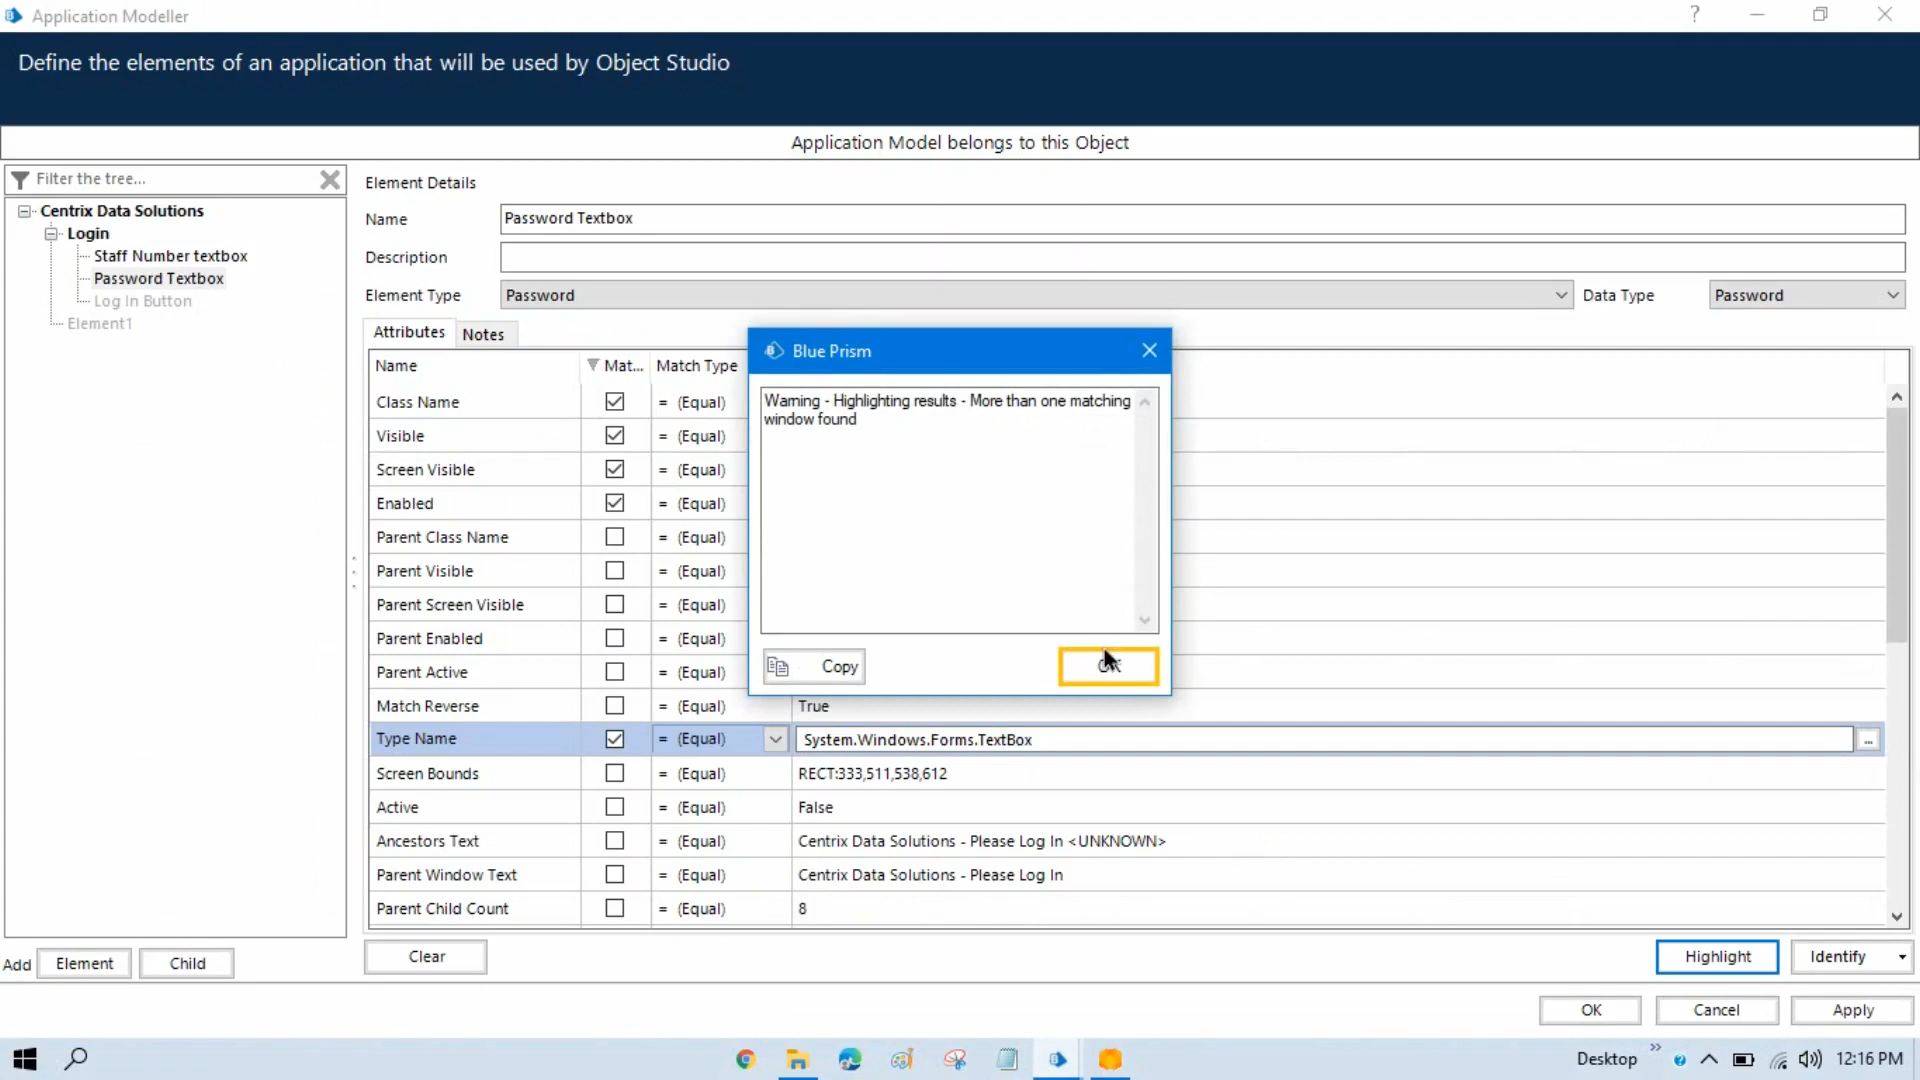 Application Modeller
?
Define the elements of an application that will be used by Object Studio
Application Model belongs to this Object
Filter the tree...
Centrix Data Solutions
Login
Staff Number textbox
Password Textbox
Log In Button
Element1
Element Details
Name Password Textbox
Description
Element Type Password Data Type Password
Attributes Notes
Name Mat... Match Type
Class Name = (Equal)
Visible = (Equal)
Screen Visible = (Equal)
Enabled = (Equal)
Parent Class Name = (Equal)
Parent Visible = (Equal)
Parent Screen Visible = (Equal)
Parent Enabled = (Equal)
Parent Active = (Equal)
Match Reverse = (Equal) True
Type Name = (Equal) System.Windows.Forms.TextBox ...
Screen Bounds = (Equal) RECT:333,511,538,612
Active = (Equal) False
Ancestors Text = (Equal) Centrix Data Solutions - Please Log In <UNKNOWN>
Parent Window Text = (Equal) Centrix Data Solutions - Please Log In
Parent Child Count = (Equal) 8
Blue Prism
Warning - Highlighting results - More than one matching
window found
Copy OK
Add Element Child
Clear Highlight Identify
OK Cancel Apply
Desktop 12:16 PM